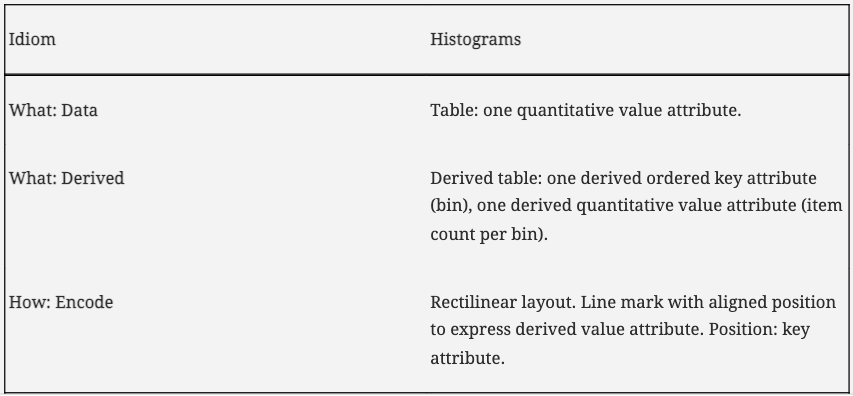 Idiom
Histograms
What: Data
Table: one quantitative value attribute.
What: Derived
Derived table: one derived ordered key attribute
(bin), one derived quantitative value attribute (item
count per bin).
How: Encode
Rectilinear layout. Line mark with aligned position
to express derived value attribute. Position: key
attribute.